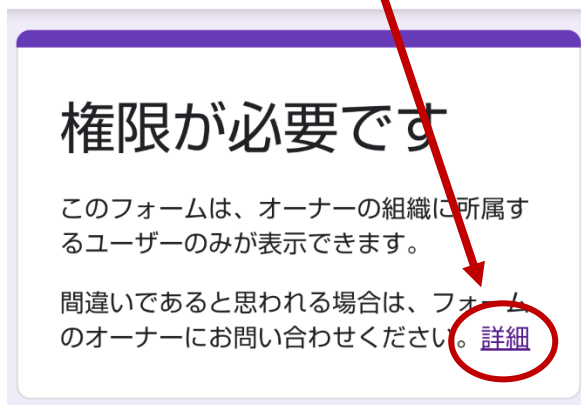 権限が必要です
このフォームは、オーナーの組織に所属す
るユーザーのみが表示できます。
間違いであると思われる場合は、フォーム
のオーナーにお問い合わせください。詳細